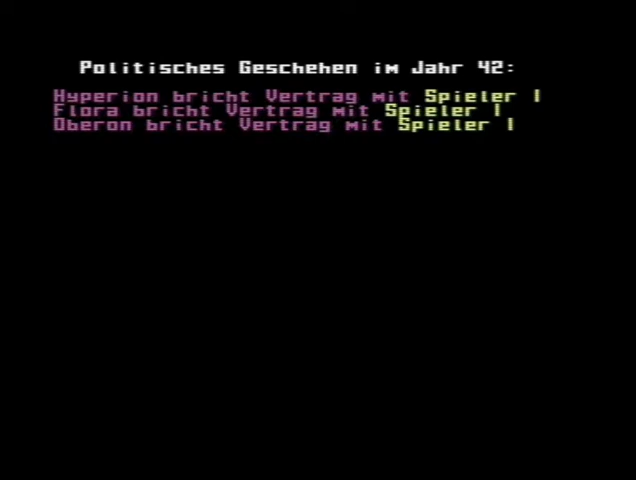 Politisches Geschehen im Jahr 42:
Hyperion bricht Vertrag mit Spieler 1
Flora bricht Vertrag mit Spieler 1
Oberon bricht Vertrag mit Spieler 1